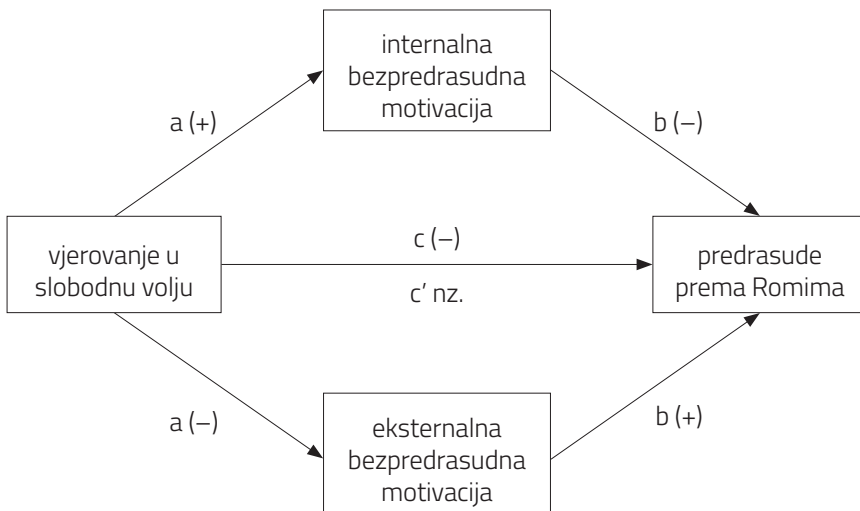 internalna
bezpredrasudna
motivacija
a (+)
b (–)
vjerovanje u
slobodnu volju
c (–)
c’ nz.
predrasude
prema Romima
a (–)
b (+)
eksternalna
bezpredrasudna
motivacija